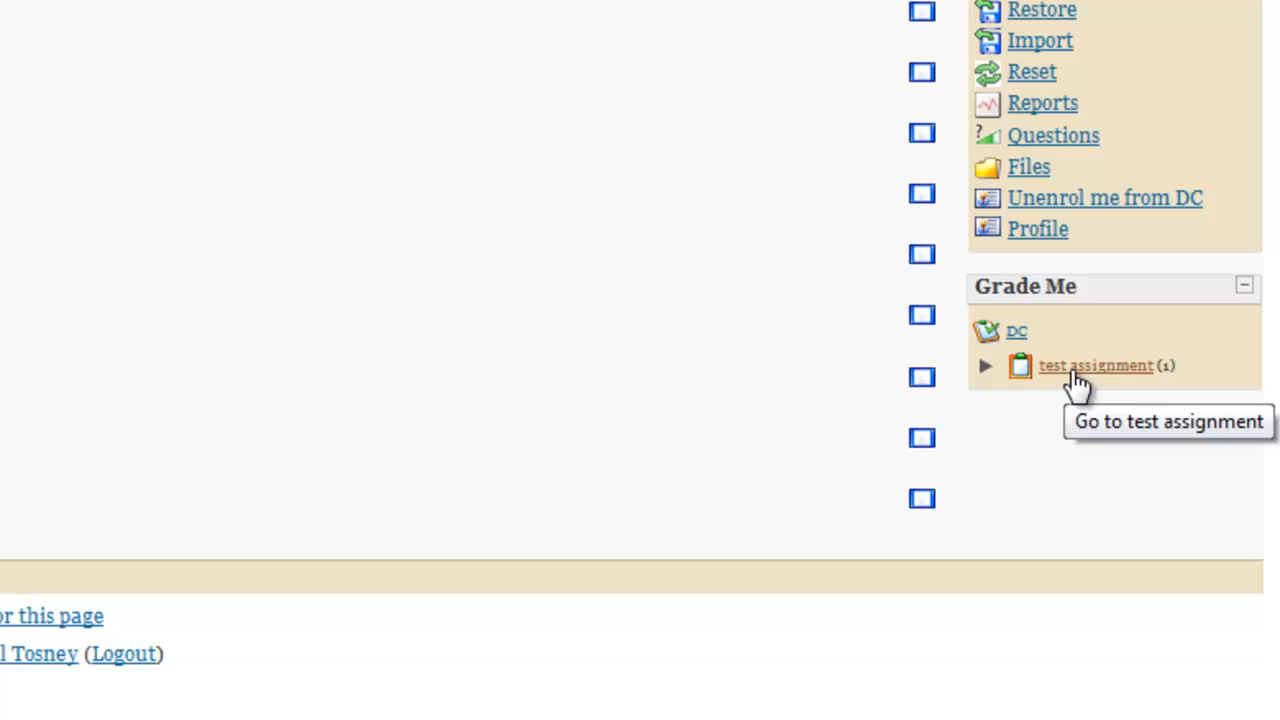 Restore
Import
Reset
Reports
Questions
Files
Unenrol me from DC
Profile
Grade Me
DC
test assignment (1)
Go to test assignment
or this page
l Tosney (Logout)